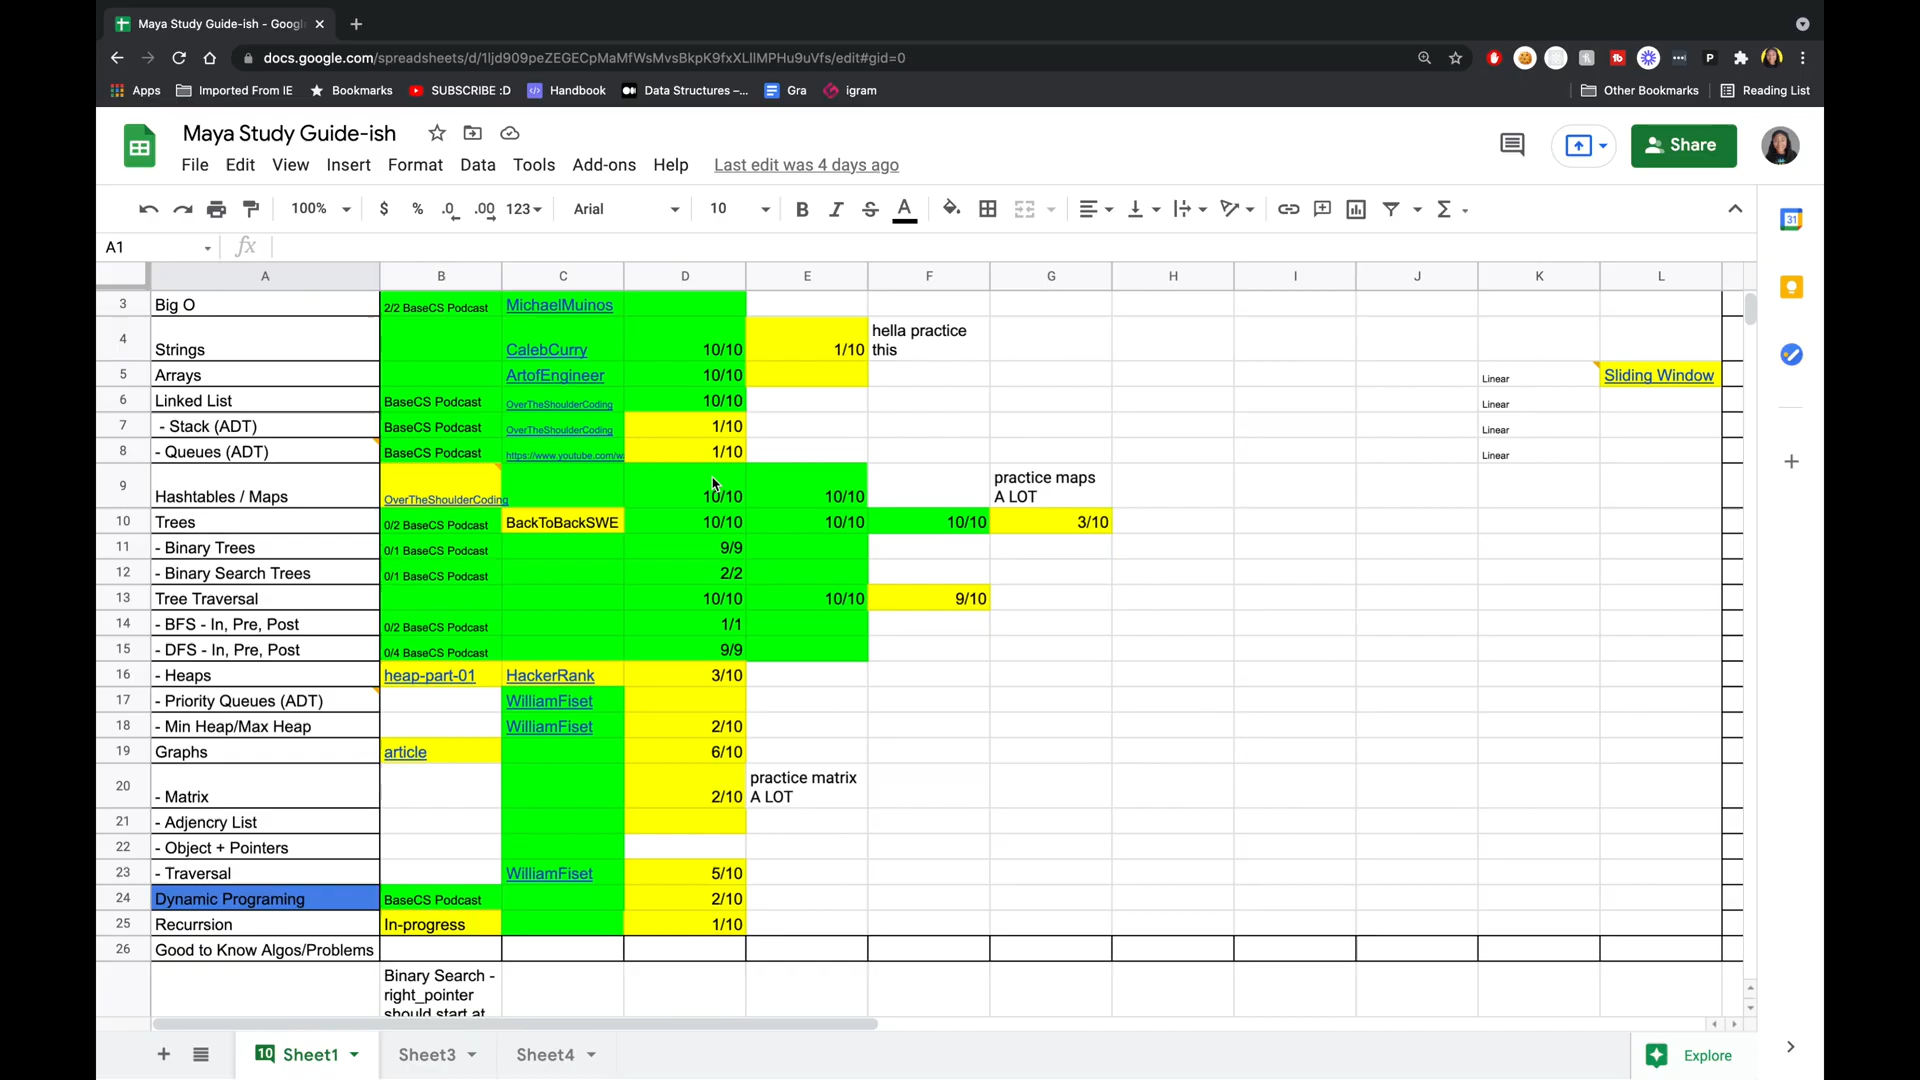 Maya Study Guide-ish - Goog
docs.google.com/spreadsheets/d/1ljd909peZEGECpMaMfWsMvsBkpK9fxXLllMPHu9uVfs/edit#gid=0
Apps Imported From IE Bookmarks SUBSCRIBE :D Handbook Data Structures –... Gra igram Other Bookmarks Reading List
Maya Study Guide-ish
File Edit View Insert Format Data Tools Add-ons Help Last edit was 4 days ago
Share
100% $ % .0 .00 123 Arial 10 B I S A
A1 fx
A B C D E F G H I J K L
3 Big O 2/2 BaseCS Podcast MichaelMuinos
4 Strings CalebCurry 10/10 1/10 hella practice
this
5 Arrays ArtofEngineer 10/10 Linear Sliding Window
6 Linked List BaseCS Podcast OverTheShoulderCoding 10/10 Linear
7 - Stack (ADT) BaseCS Podcast OverTheShoulderCoding 1/10 Linear
8 - Queues (ADT) BaseCS Podcast https://www.youtube.com/w 1/10 Linear
9 Hashtables / Maps OverTheShoulderCoding 10/10 10/10 practice maps
A LOT
10 Trees 0/2 BaseCS Podcast BackToBackSWE 10/10 10/10 10/10 3/10
11 - Binary Trees 0/1 BaseCS Podcast 9/9
12 - Binary Search Trees 0/1 BaseCS Podcast 2/2
13 Tree Traversal 10/10 10/10 9/10
14 - BFS - In, Pre, Post 0/2 BaseCS Podcast 1/1
15 - DFS - In, Pre, Post 0/4 BaseCS Podcast 9/9
16 - Heaps heap-part-01 HackerRank 3/10
17 - Priority Queues (ADT) WilliamFiset
18 - Min Heap/Max Heap WilliamFiset 2/10
19 Graphs article 6/10
20 - Matrix 2/10 practice matrix
A LOT
21 - Adjencry List
22 - Object + Pointers
23 - Traversal WilliamFiset 5/10
24 Dynamic Programing BaseCS Podcast 2/10
25 Recurrsion In-progress 1/10
26 Good to Know Algos/Problems
Binary Search -
right_pointer
should start at
10 Sheet1 Sheet3 Sheet4 Explore